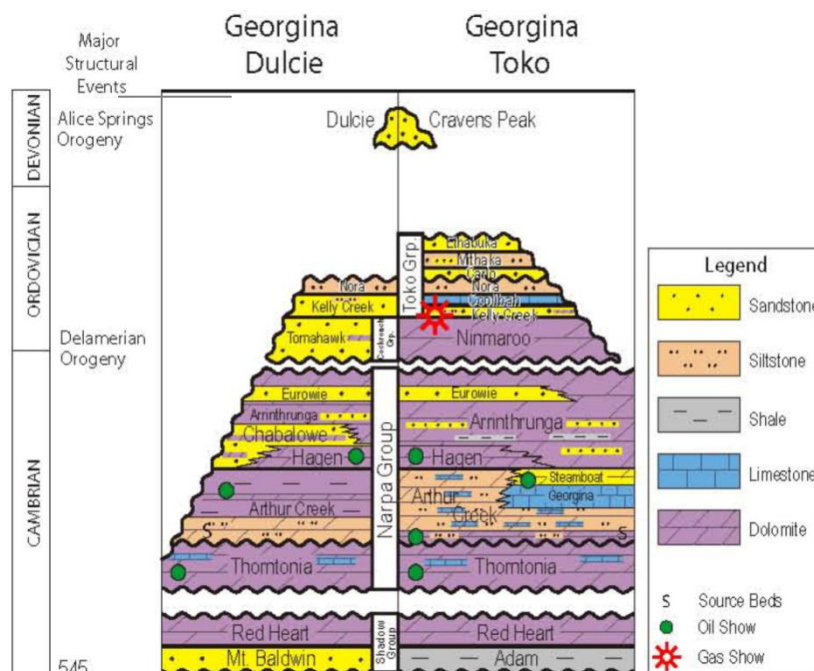 Georgina
Dulcie
Georgina
Toko
Major
Structural
Events
DEVONIAN
Alice Springs
Orogeny
Dulcie
Cravens Peak
ORDOVICIAN
Toko Grp.
Ethabuka
Mithaka
Carlo
Nora
Nora
Coolibah
Kelly Creek
Kelly Creek
Tomahawk
Ninmaroo
Delamerian
Orogeny
CAMBRIAN
Narpa Group
Eurowie
Eurowie
Arrinthrunga
Arrinthrunga
Chabalowe
Hagen
Hagen
Steamboat
Georgina
Arthur
Creek
Arthur Creek
S
S
Thorntonia
Thorntonia
Shadow
Group
Red Heart
Red Heart
Mt. Baldwin
Adam
545
Legend
Sandstone
Siltstone
Shale
Limestone
Dolomite
S Source Beds
Oil Show
Gas Show